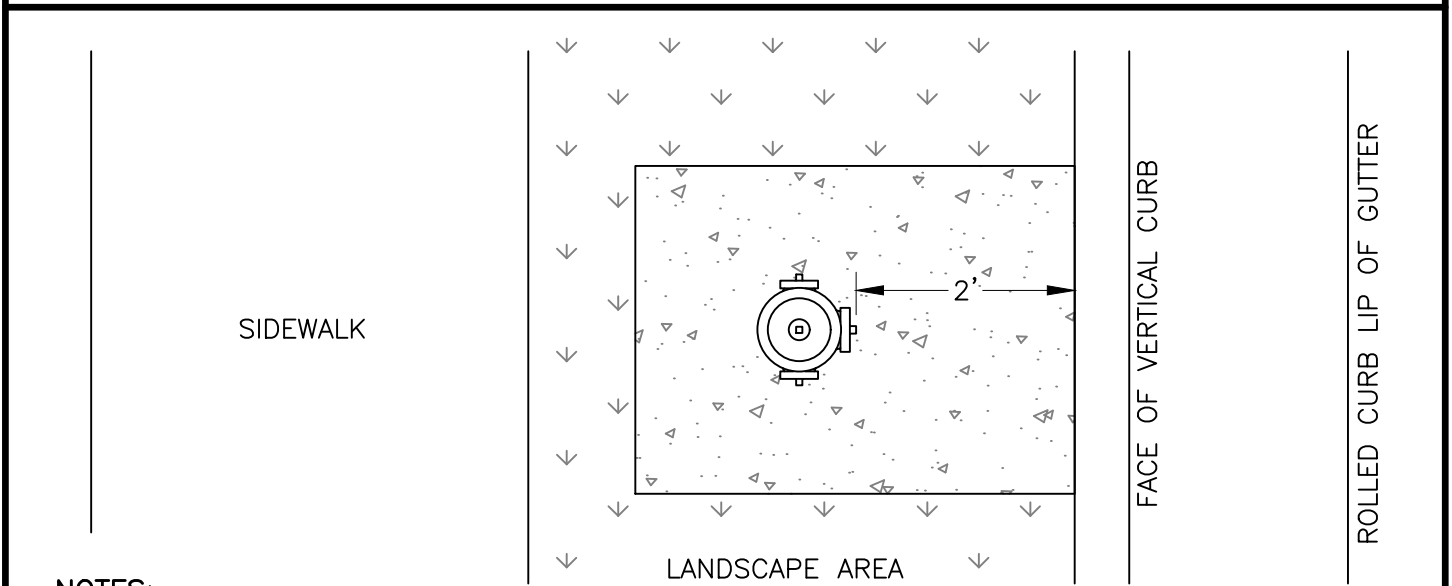 SIDEWALK
2'
FACE OF VERTICAL CURB
ROLLED CURB LIP OF GUTTER
LANDSCAPE AREA
NOTES: